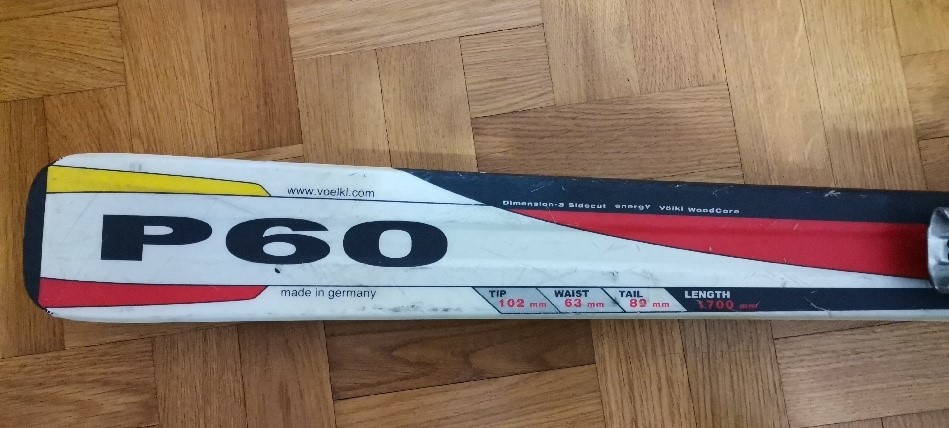 www.voelkl.com
Dimension-3 Sidecut energy Völkl WoodCore
P60
made in germany
TIP WAIST TAIL LENGTH
102 mm 63 mm 89 mm 1700 mm